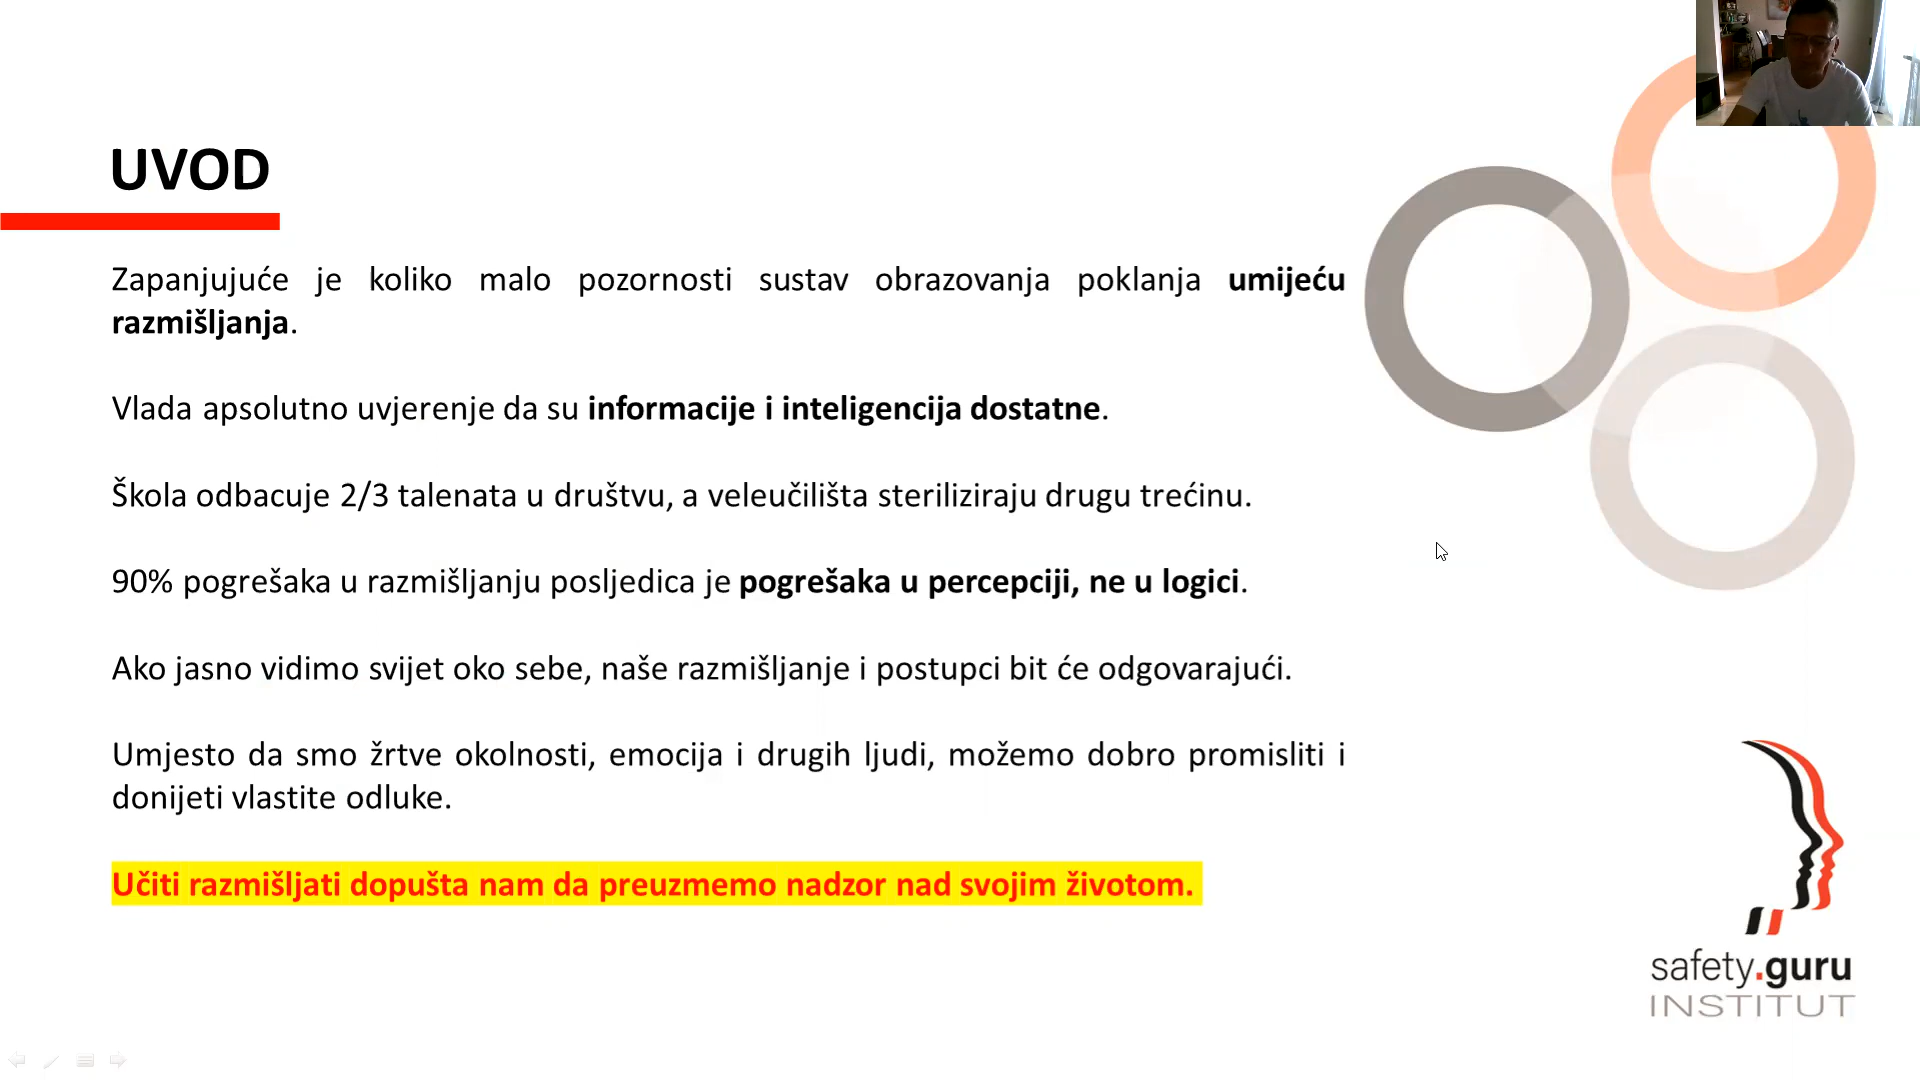 UVOD
Zapanjujuće je koliko malo pozornosti sustav obrazovanja poklanja umijeću
razmišljanja.
Vlada apsolutno uvjerenje da su informacije i inteligencija dostatne.
Škola odbacuje 2/3 talenata u društvu, a veleučilišta steriliziraju drugu trećinu.
90% pogrešaka u razmišljanju posljedica je pogrešaka u percepciji, ne u logici.
Ako jasno vidimo svijet oko sebe, naše razmišljanje i postupci bit će odgovarajući.
Umjesto da smo žrtve okolnosti, emocija i drugih ljudi, možemo dobro promisliti i
donijeti vlastite odluke.
Učiti razmišljati dopušta nam da preuzmemo nadzor nad svojim životom.
safety.guru
INSTITUT